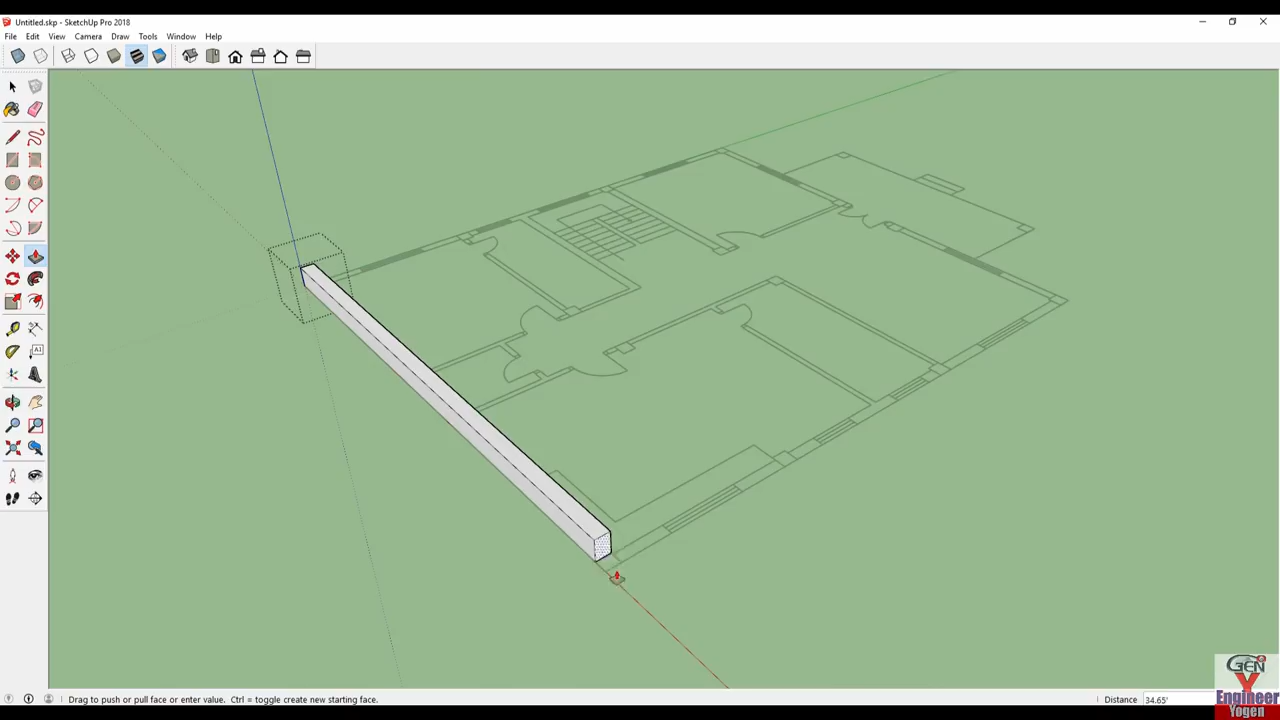 Untitled.skp - SketchUp Pro 2018
File Edit View Camera Draw Tools Window Help
AI
Drag to push or pull face or enter value. Ctrl = toggle create new starting face.
Distance 34.65'
GEN
Y
Engineer
Yogen